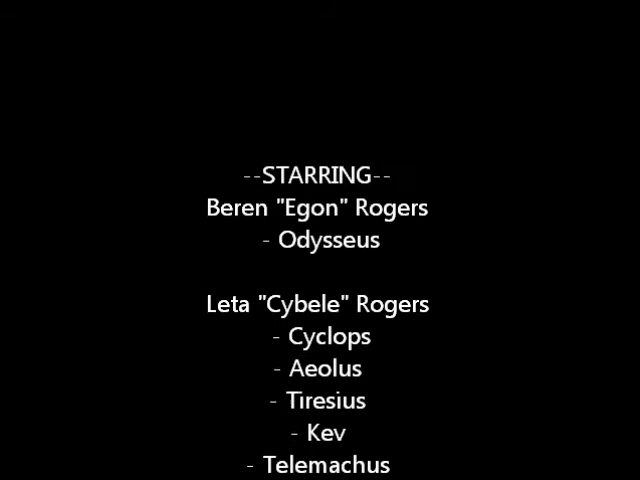 --STARRING--
Beren "Egon" Rogers
- Odysseus
Leta "Cybele" Rogers
- Cyclops
- Aeolus
- Tiresius
- Kev
- Telemachus